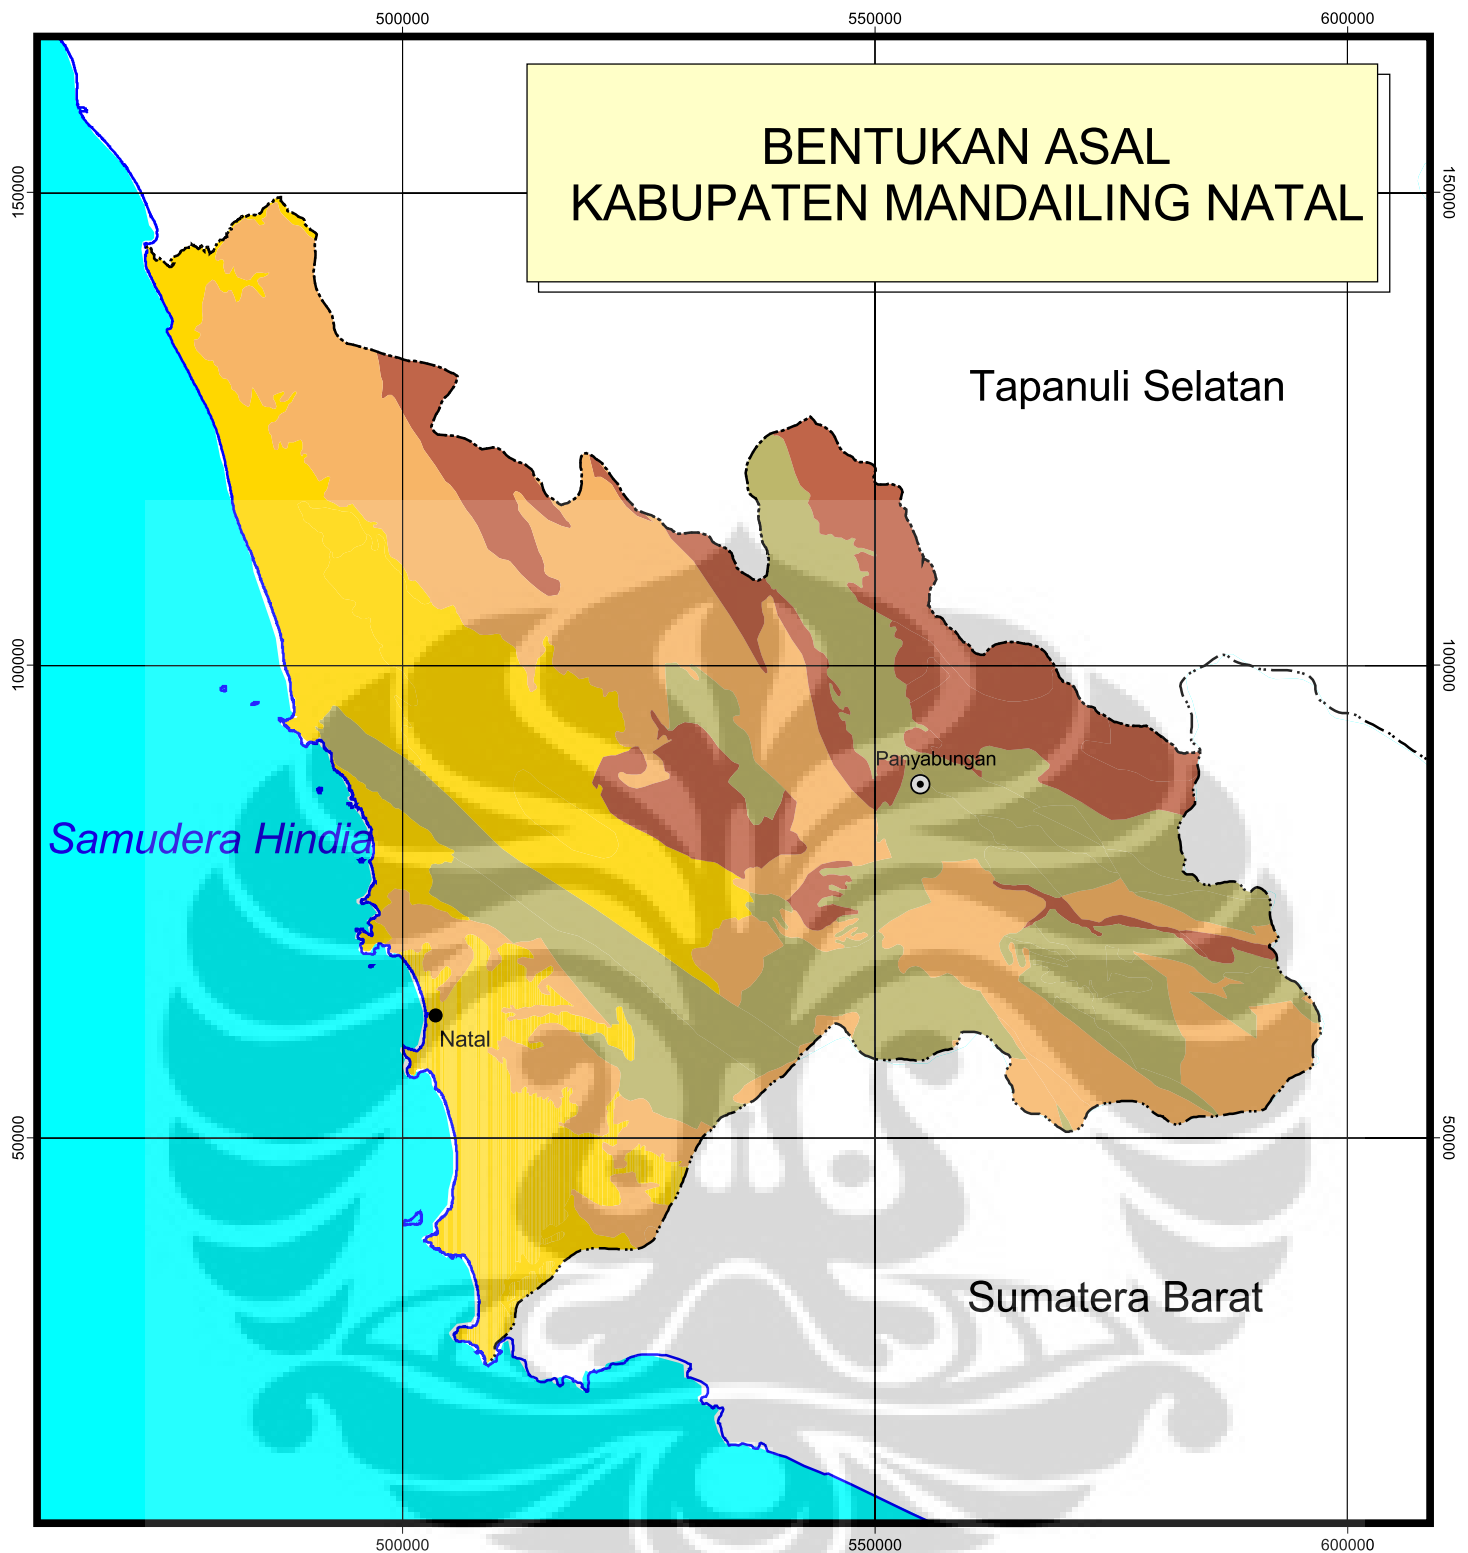 500000
550000
600000
BENTUKAN ASAL
KABUPATEN MANDAILING NATAL
150000
150000
Tapanuli Selatan
100000
100000
Panyabungan
Samudera Hindia
Natal
50000
50000
Sumatera Barat
500000
550000
600000